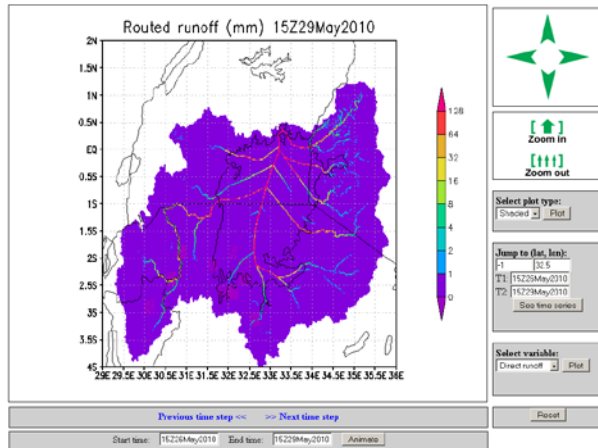 Routed runoff (mm) 15Z29May2010
2N
1.5N
1N
0.5N
EQ
0.5S
1S
1.5S
2S
2.5S
3S
3.5S
4S
29E 29.5E 30E 30.5E 31E 31.5E 32E 32.5E 33E 33.5E 34E 34.5E 35E 35.5E 36E
128
64
32
16
8
4
2
1
0
Zoom in
Zoom out
Select plot type:
Shaded Plot
Jump to (lat, lon):
-1 32.5
T1: 15Z26May2010
T2: 15Z29May2010
See time series
Select variable:
Direct runoff Plot
Previous time step << >> Next time step
Reset
Start time: 15Z26May2010 End time: 15Z29May2010 Animate